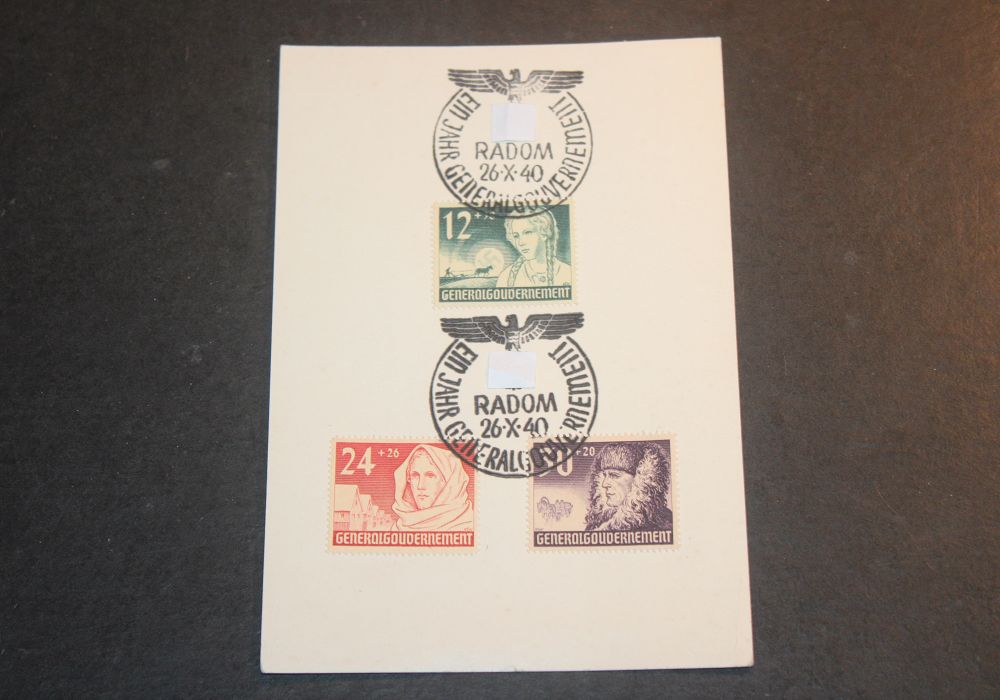 EIN JAHR GENERALGOUVERNEMENT
RADOM
26·X·40
12
GENERALGOUVERNEMENT
EIN JAHR GENERALGOUVERNEMENT
RADOM
26·X·40
24 +26
GENERALGOUVERNEMENT
+20
GENERALGOUVERNEMENT